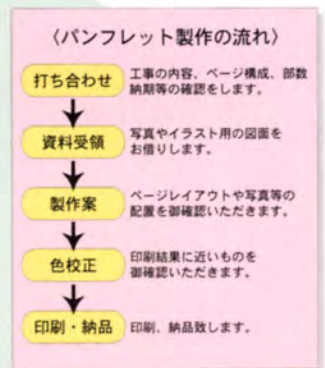 〈パンフレット製作の流れ〉
打ち合わせ
工事の内容、ページ構成、部数
納期等の確認をします。
資料受領
写真やイラスト用の図面を
お借りします。
製作案
ページレイアウトや写真等の
配置を御確認いただきます。
色校正
印刷結果に近いものを
御確認いただきます。
印刷・納品
印刷、納品致します。